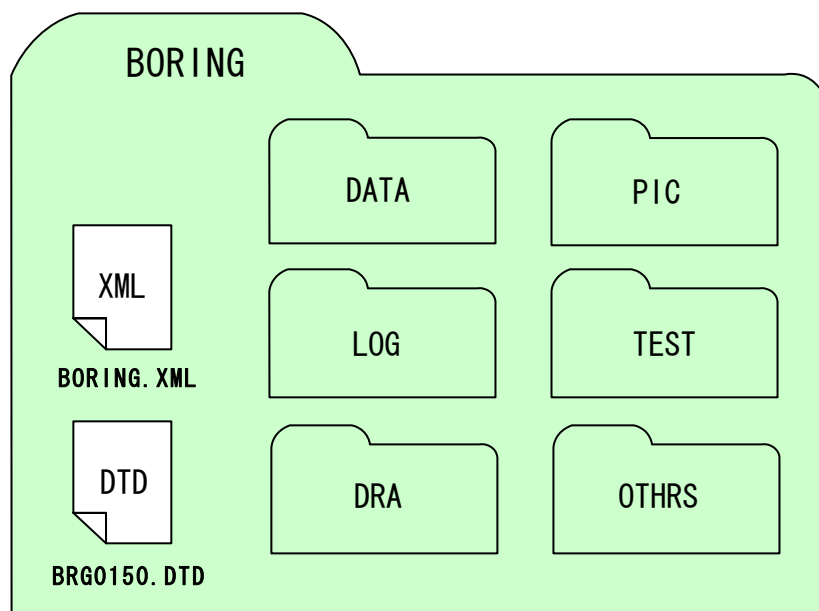 BORING
DATA
PIC
XML
BORING.XML
LOG
TEST
DTD
BRG0150.DTD
DRA
OTHRS